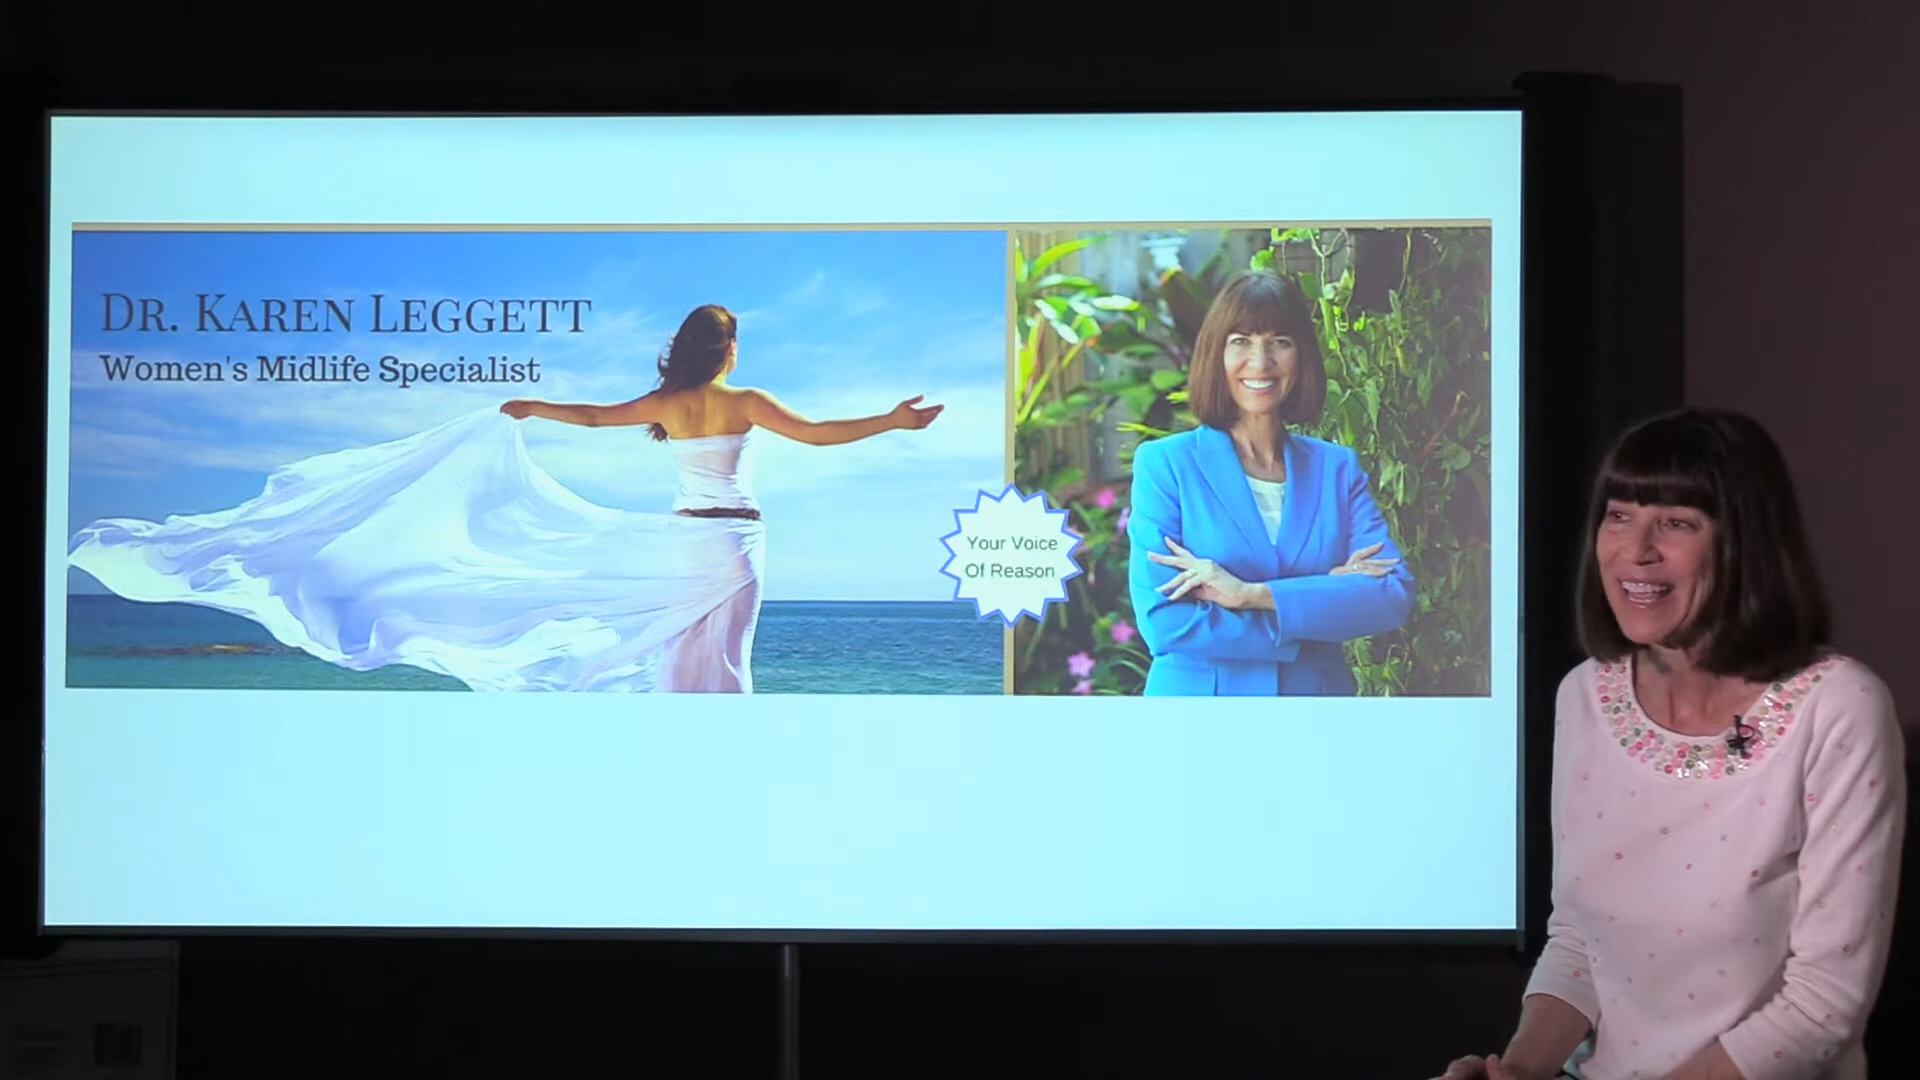 DR. KAREN LEGGETT
Women's Midlife Specialist
Your Voice
Of Reason